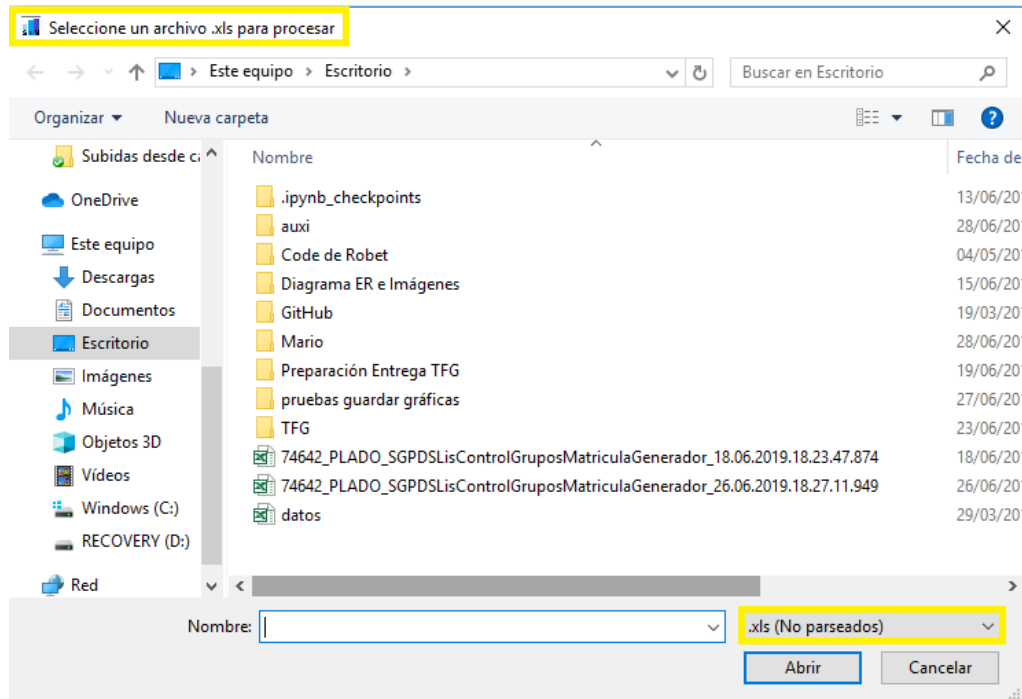 Seleccione un archivo .xls para procesar
Este equipo > Escritorio >
Buscar en Escritorio
Organizar
Nueva carpeta
Subidas desde ca
OneDrive
Este equipo
Descargas
Documentos
Escritorio
Imágenes
Música
Objetos 3D
Vídeos
Windows (C:)
RECOVERY (D:)
Red
Nombre
Fecha de
.ipynb_checkpoints 13/06/20
auxi 28/06/20
Code de Robet 04/05/20
Diagrama ER e Imágenes 15/06/20
GitHub 19/03/20
Mario 28/06/20
Preparación Entrega TFG 19/06/20
pruebas guardar gráficas 27/06/20
TFG 23/06/20
74642_PLADO_SGPDSLisControlGruposMatriculaGenerador_18.06.2019.18.23.47.874 18/06/20
74642_PLADO_SGPDSLisControlGruposMatriculaGenerador_26.06.2019.18.27.11.949 26/06/20
datos 29/03/20
Nombre:
.xls (No parseados)
Abrir
Cancelar